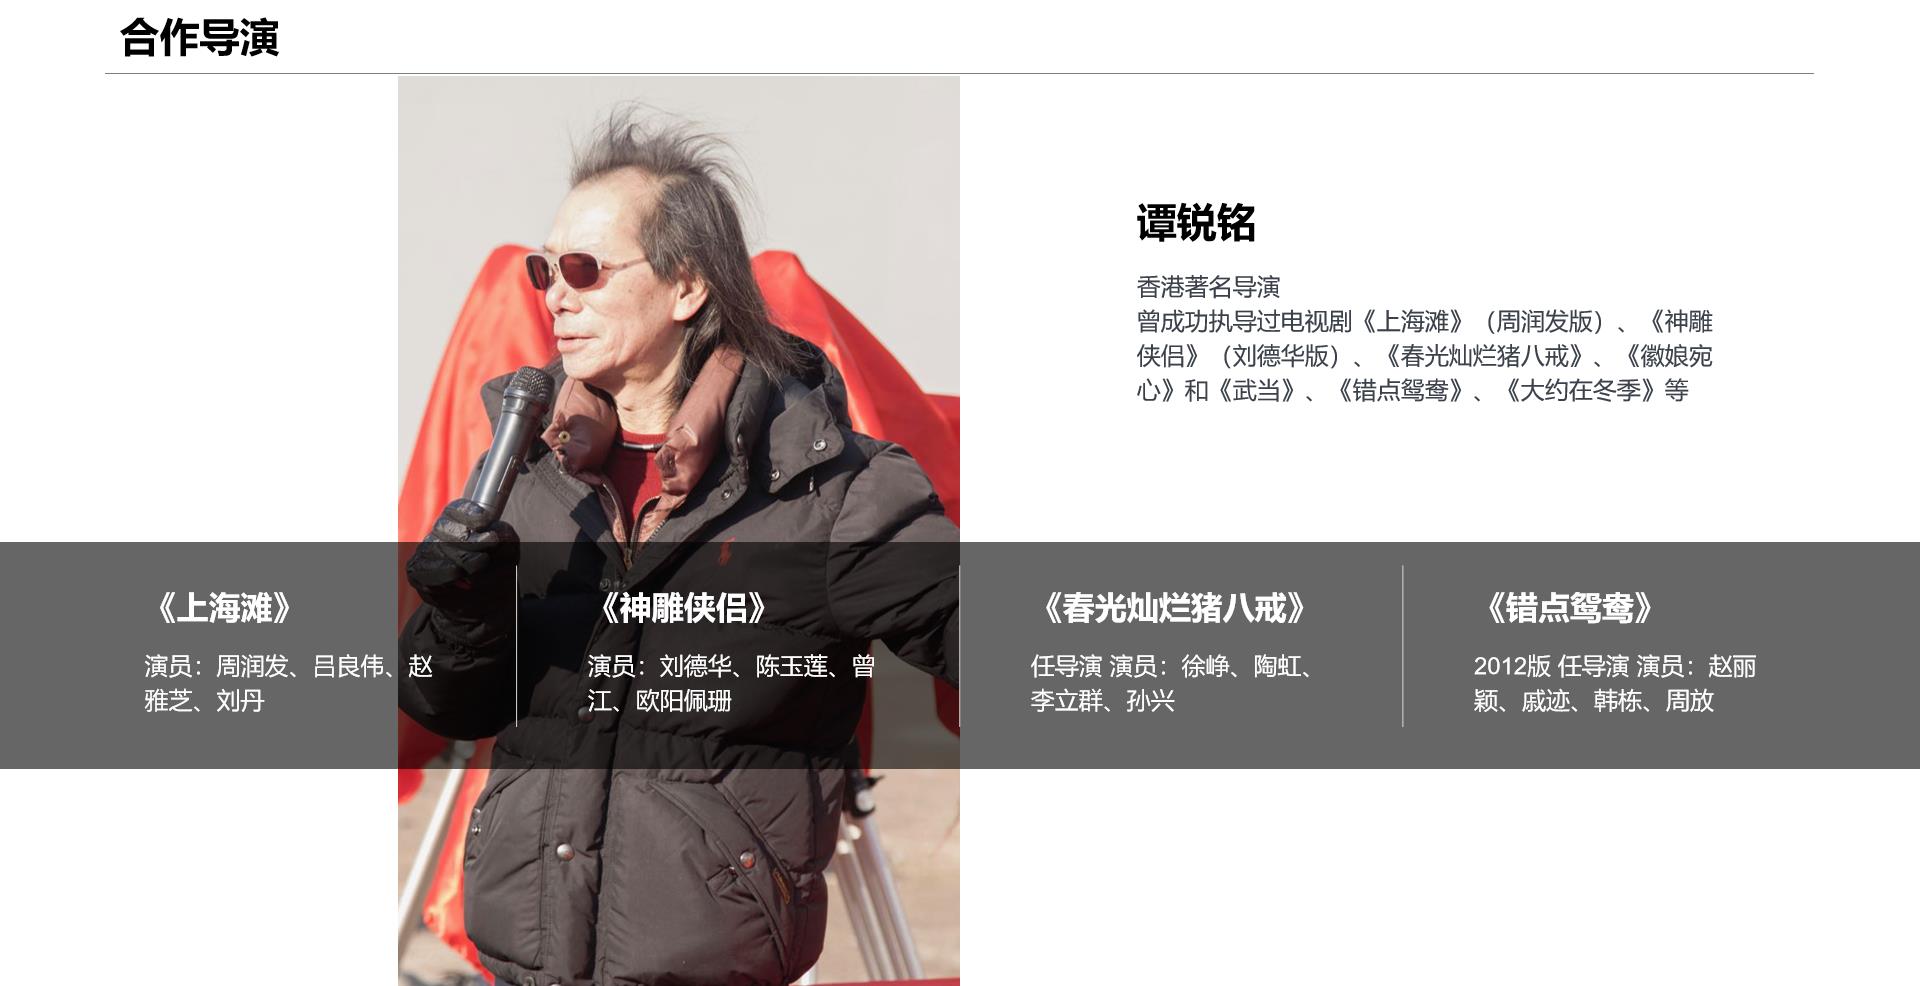 合作导演
谭锐铭
香港著名导演
曾成功执导过电视剧《上海滩》（周润发版）、《神雕
侠侣》（刘德华版）、《春光灿烂猪八戒》、《徽娘宛
心》和《武当》、《错点鸳鸯》、《大约在冬季》等
《上海滩》
演员：周润发、吕良伟、赵
雅芝、刘丹
《神雕侠侣》
演员：刘德华、陈玉莲、曾
江、欧阳佩珊
《春光灿烂猪八戒》
任导演 演员：徐峥、陶虹、
李立群、孙兴
《错点鸳鸯》
2012版 任导演 演员：赵丽
颖、戚迹、韩栋、周放